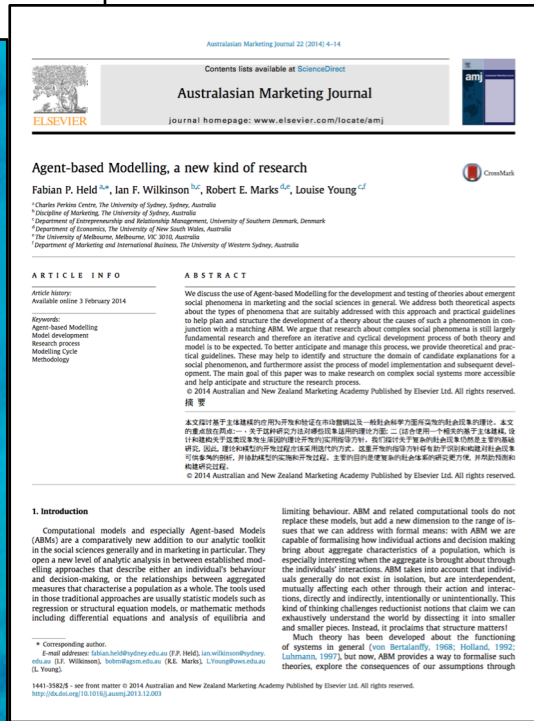 Australasian Marketing Journal 22 (2014) 4–14
Contents lists available at ScienceDirect
Australasian Marketing Journal
journal homepage: www.elsevier.com/locate/amj
ELSEVIER
amj
Agent-based Modelling, a new kind of research
CrossMark
Fabian P. Held a,*, Ian F. Wilkinson b,c, Robert E. Marks d,e, Louise Young c,f
a Charles Perkins Centre, The University of Sydney, Sydney, Australia
b Discipline of Marketing, The University of Sydney, Australia
c Department of Entrepreneurship and Relationship Management, University of Southern Denmark, Denmark
d Department of Economics, The University of New South Wales, Australia
e The University of Melbourne, Melbourne, VIC 3010, Australia
f Department of Marketing and International Business, The University of Western Sydney, Australia
ARTICLE INFO
Article history:
Available online 3 February 2014
Keywords:
Agent-based Modelling
Model development
Research process
Modelling Cycle
Methodology
ABSTRACT
We discuss the use of Agent-based Modelling for the development and testing of theories about emergent
social phenomena in marketing and the social sciences in general. We address both theoretical aspects
about the types of phenomena that are suitably addressed with this approach and practical guidelines
to help plan and structure the development of a theory about the causes of such a phenomenon in con-
junction with a matching ABM. We argue that research about complex social phenomena is still largely
fundamental research and therefore an iterative and cyclical development process of both theory and
model is to be expected. To better anticipate and manage this process, we provide theoretical and prac-
tical guidelines. These may help to identify and structure the domain of candidate explanations for a
social phenomenon, and furthermore assist the process of model implementation and subsequent devel-
opment. The main goal of this paper was to make research on complex social systems more accessible
and help anticipate and structure the research process.
© 2014 Australian and New Zealand Marketing Academy Published by Elsevier Ltd. All rights reserved.
摘 要
© 2014 Australian and New Zealand Marketing Academy Published by Elsevier Ltd. All rights reserved.
1. Introduction
Computational models and especially Agent-based Models
(ABMs) are a comparatively new addition to our analytic toolkit
in the social sciences generally and in marketing in particular. They
open a new level of analytic analysis in between established mod-
elling approaches that describe either an individual's behaviour
and decision-making, or the relationships between aggregated
measures that characterise a population as a whole. The tools used
in those traditional approaches are usually statistic models such as
regression or structural equation models, or mathematic methods
including differential equations and analysis of equilibria and
limiting behaviour. ABM and related computational tools do not
replace these models, but add a new dimension to the range of is-
sues that we can address with formal means: with ABM we are
capable of formalising how individual actions and decision making
bring about aggregate characteristics of a population, which is
especially interesting when the aggregate is brought about through
the individuals' interactions. ABM takes into account that individ-
uals generally do not exist in isolation, but are interdependent,
mutually affecting each other through their action and interac-
tions, directly and indirectly, intentionally or unintentionally. This
kind of thinking challenges reductionist notions that claim we can
exhaustively understand the world by dissecting it into smaller
and smaller pieces. Instead, it proclaims that structure matters!
Much theory has been developed about the functioning
of systems in general (von Bertalanffy, 1968; Holland, 1992;
Luhmann, 1997), but now, ABM provides a way to formalise such
theories, explore the consequences of our assumptions through
* Corresponding author.
E-mail addresses: fabian.held@sydney.edu.au (F.P. Held), ian.wilkinson@sydney.
edu.au (I.F. Wilkinson), bobm@agsm.edu.au (R.E. Marks), L.Young@uws.edu.au
(L. Young).
1441-3582/$ - see front matter © 2014 Australian and New Zealand Marketing Academy Published by Elsevier Ltd. All rights reserved.
http://dx.doi.org/10.1016/j.ausmj.2013.12.003